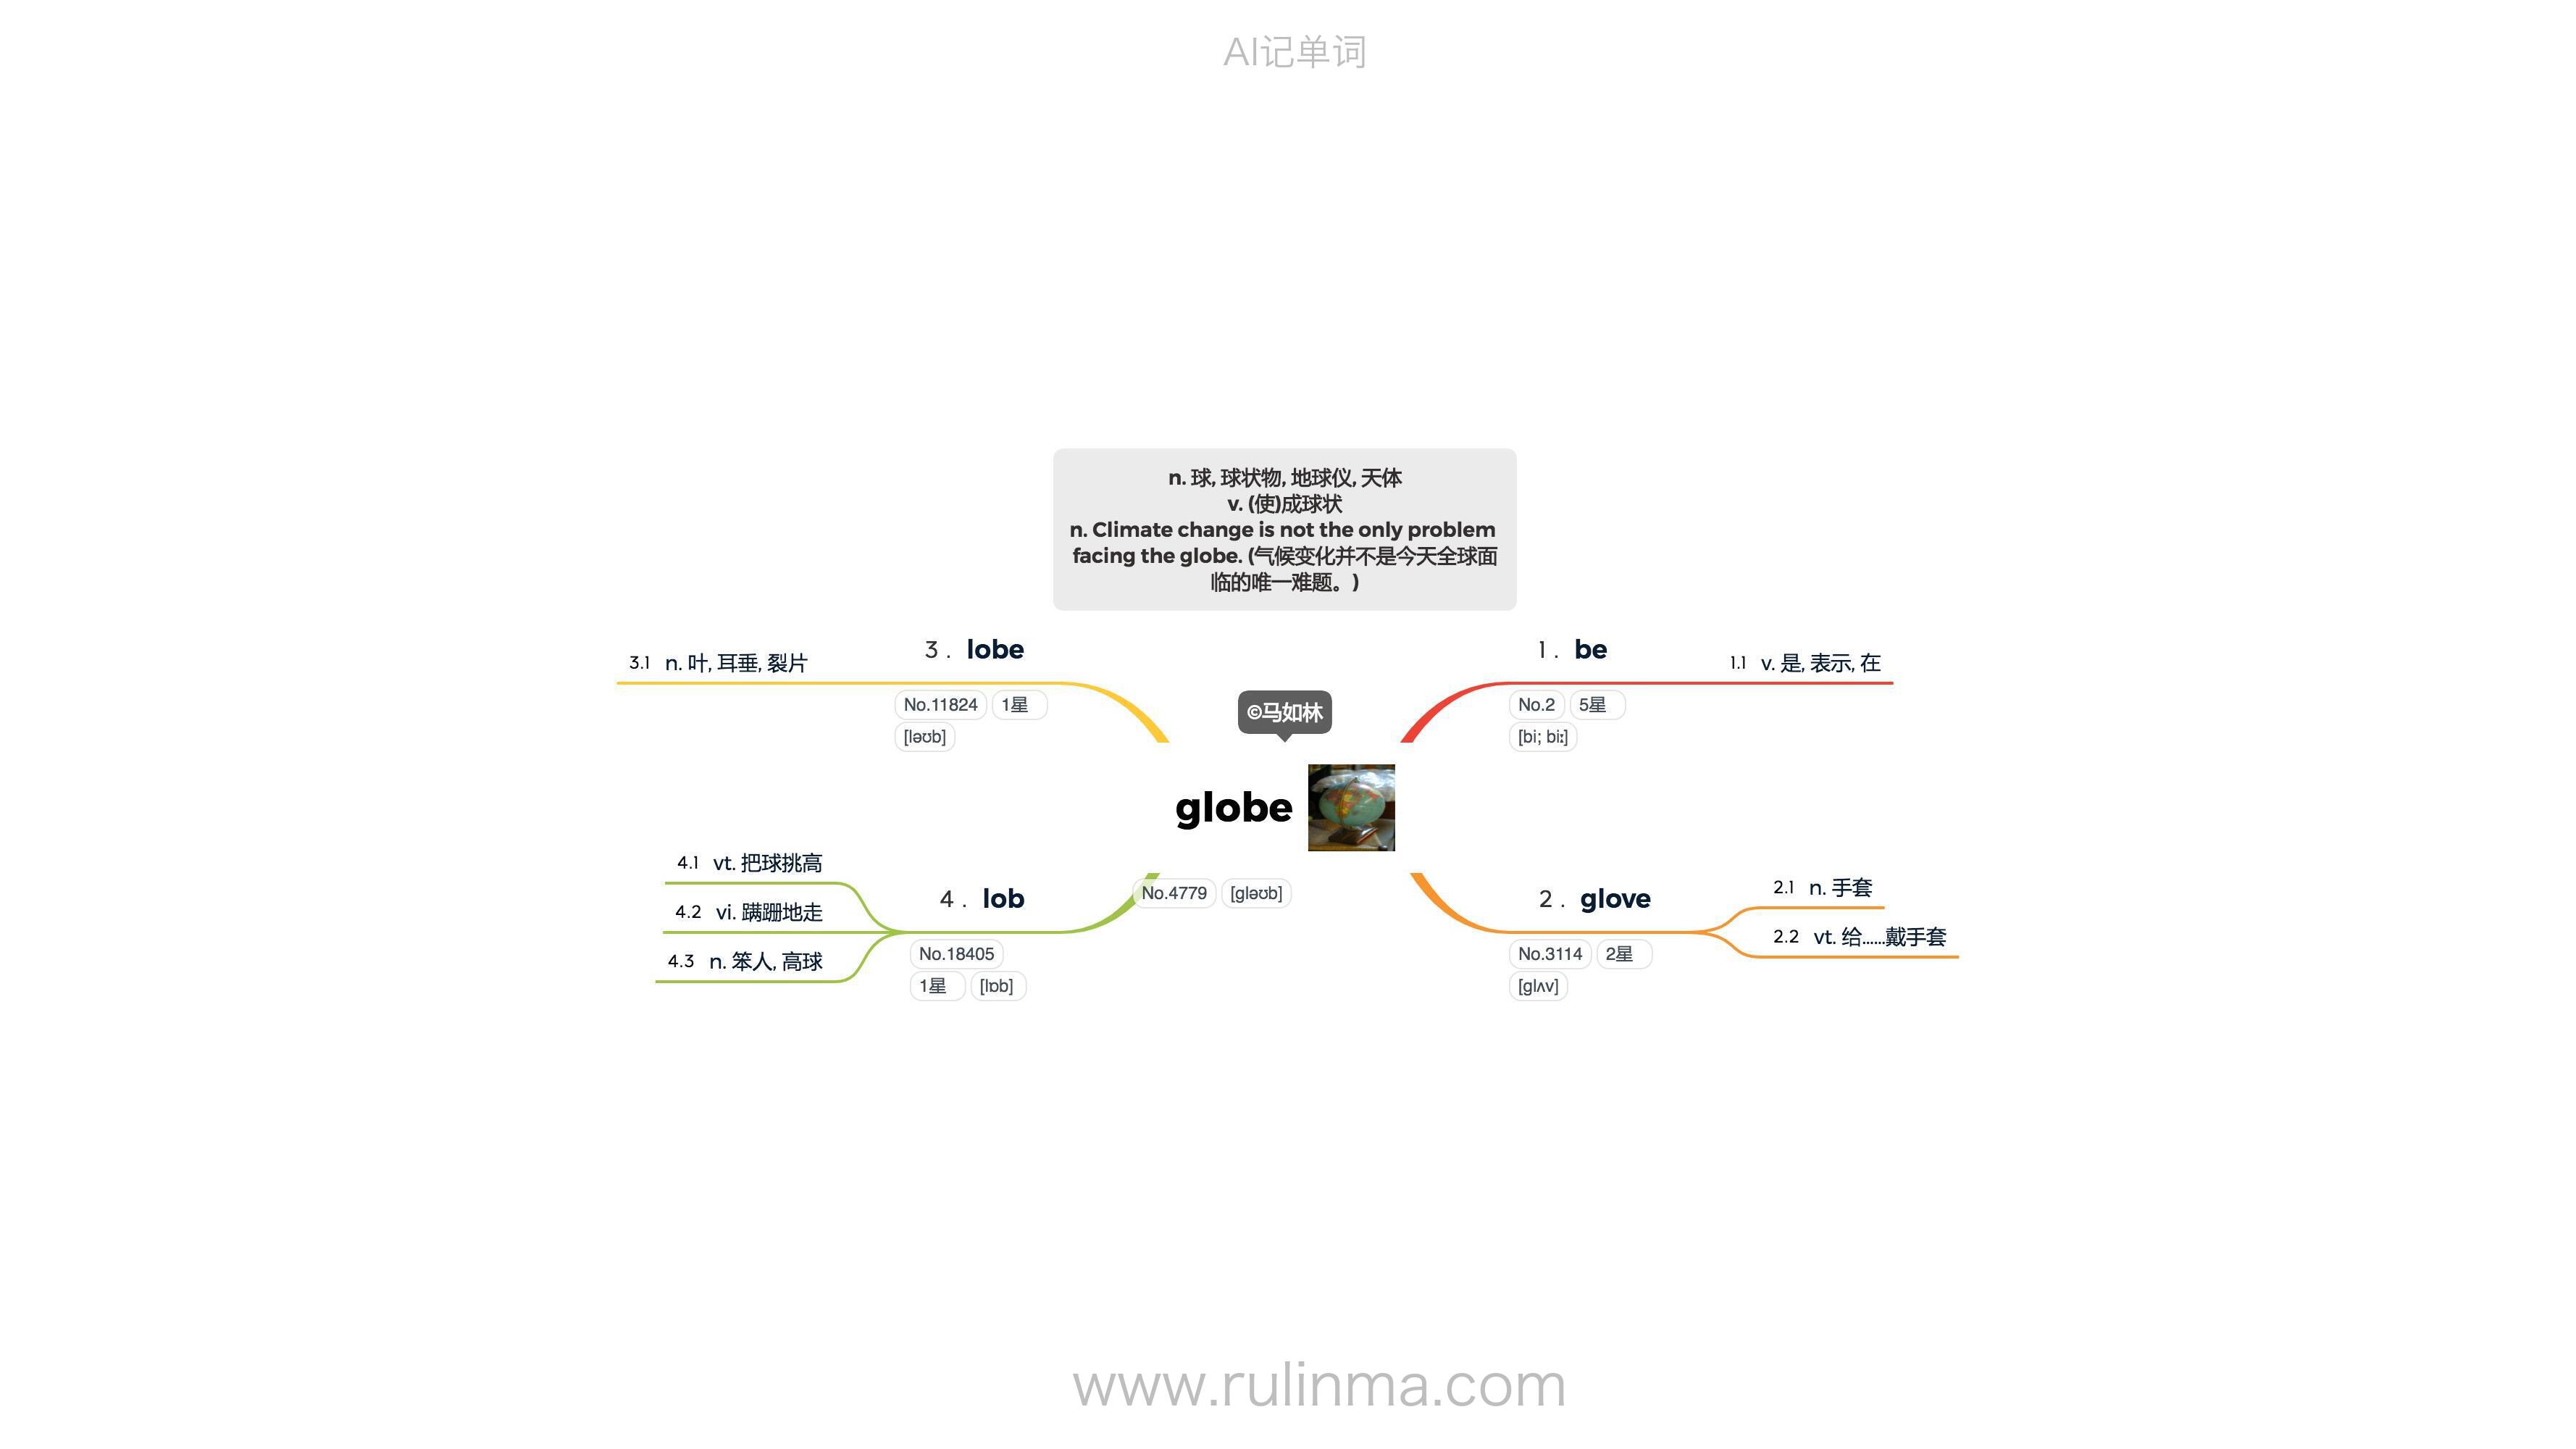 AI记单词
n. 球, 球状物, 地球仪, 天体
v. (使)成球状
n. Climate change is not the only problem
facing the globe. (气候变化并不是今天全球面
临的唯一难题。)
©马如林
globe
No.4779 [gləʊb]
1. be
No.2 5星
[bi; biː]
1.1 v. 是, 表示, 在
2. glove
No.3114 2星
[glʌv]
2.1 n. 手套
2.2 vt. 给......戴手套
3. lobe
No.11824 1星
[ləʊb]
3.1 n. 叶, 耳垂, 裂片
4. lob
No.18405
1星 [lɒb]
4.1 vt. 把球挑高
4.2 vi. 蹒跚地走
4.3 n. 笨人, 高球
www.rulinma.com